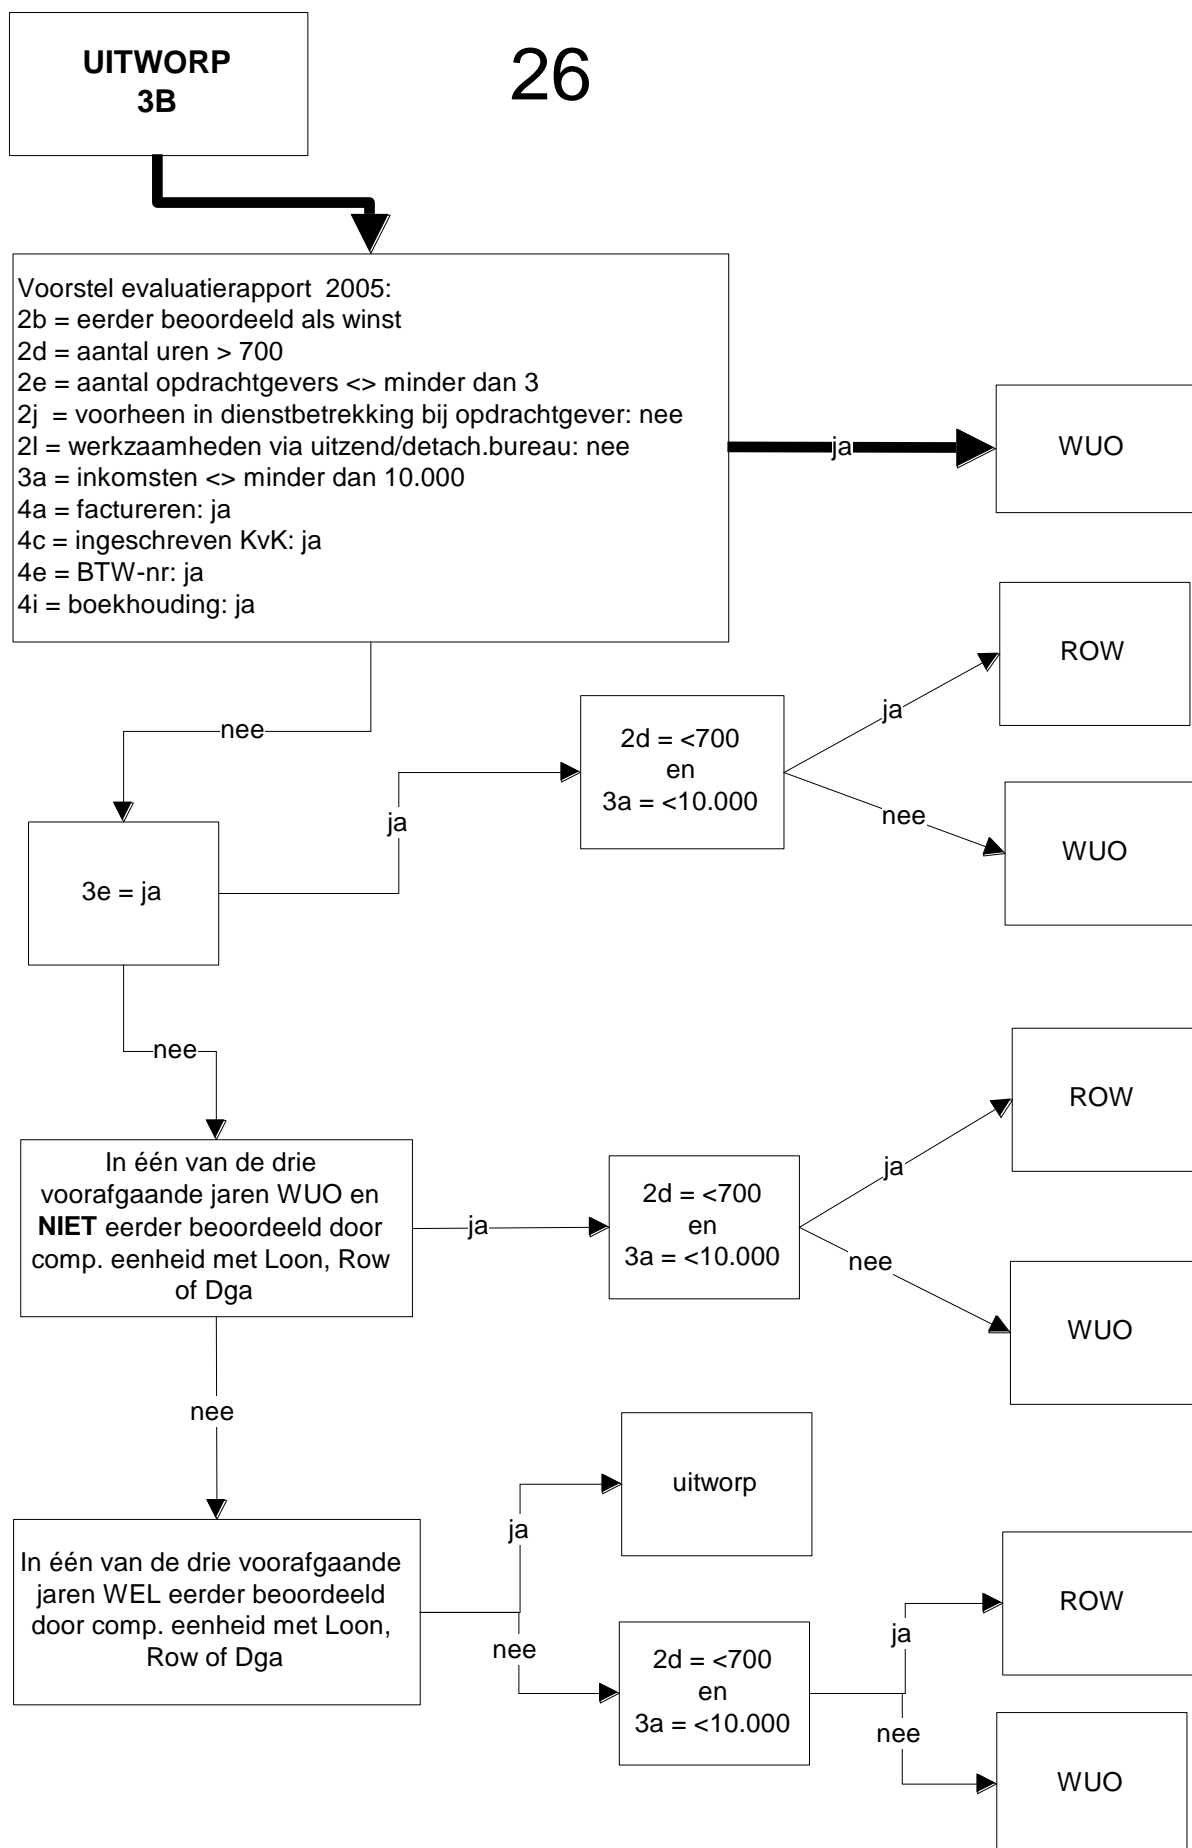 UITWORP
3B
26
Voorstel evaluatierapport  2005:
2b = eerder beoordeeld als winst
2d = aantal uren > 700
2e = aantal opdrachtgevers <> minder dan 3
2j  = voorheen in dienstbetrekking bij opdrachtgever: nee
2l = werkzaamheden via uitzend/detach.bureau: nee
3a = inkomsten <> minder dan 10.000
4a = factureren: ja
4c = ingeschreven KvK: ja
4e = BTW-nr: ja
4i = boekhouding: ja
ja
WUO
nee
3e = ja
ja
2d = <700
en
3a = <10.000
ja
ROW
nee
WUO
nee
In één van de drie
voorafgaande jaren WUO en
NIET eerder beoordeeld door
comp. eenheid met Loon, Row
of Dga
ja
2d = <700
en
3a = <10.000
ja
ROW
nee
WUO
nee
In één van de drie voorafgaande
jaren WEL eerder beoordeeld
door comp. eenheid met Loon,
Row of Dga
ja
uitworp
nee
2d = <700
en
3a = <10.000
ja
ROW
nee
WUO